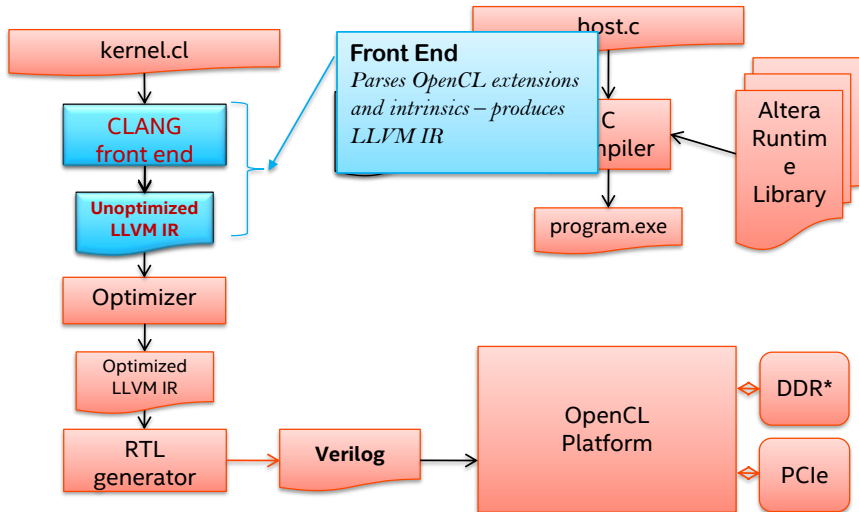 kernel.cl
host.c
Front End
Parses OpenCL extensions
and intrinsics – produces
LLVM IR
CLANG
front end
C
mpiler
Altera
Runtim
e
Library
Unoptimized
LLVM IR
program.exe
Optimizer
Optimized
LLVM IR
OpenCL
Platform
DDR*
RTL
generator
Verilog
PCIe